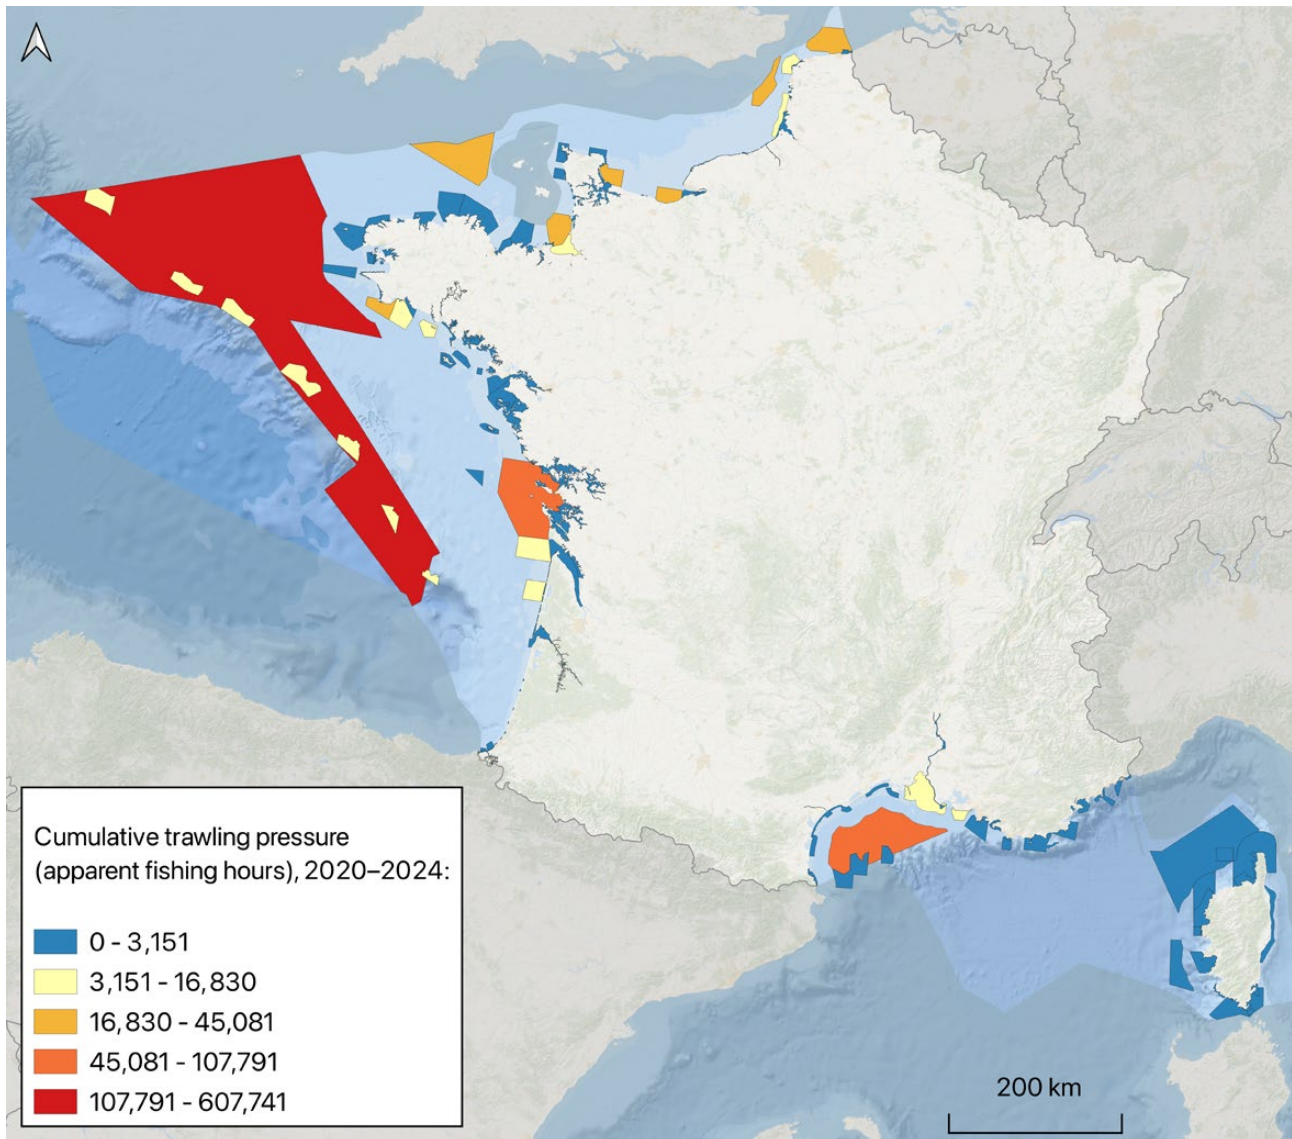 Cumulative trawling pressure
(apparent fishing hours), 2020–2024:
0 - 3,151
3,151 - 16,830
16,830 - 45,081
45,081 - 107,791
107,791 - 607,741
200 km